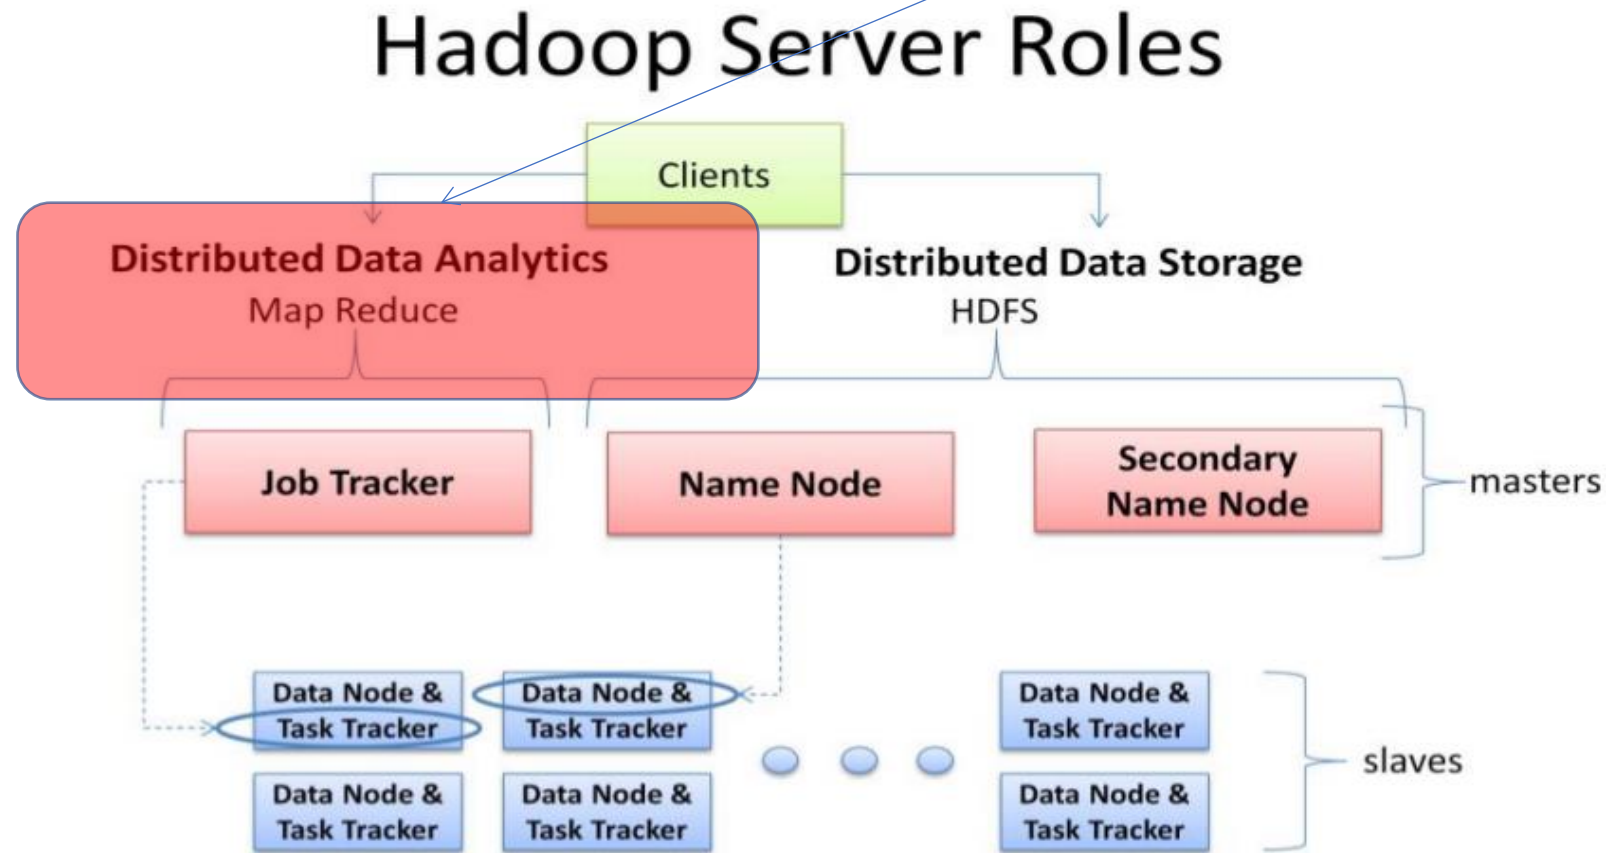 Hadoop Server Roles
Clients
Distributed Data Analytics
Map Reduce
Distributed Data Storage
HDFS
Job Tracker
Name Node
Secondary
Name Node
masters
Data Node &
Task Tracker
Data Node &
Task Tracker
Data Node &
Task Tracker
Data Node &
Task Tracker
Data Node &
Task Tracker
Data Node &
Task Tracker
slaves